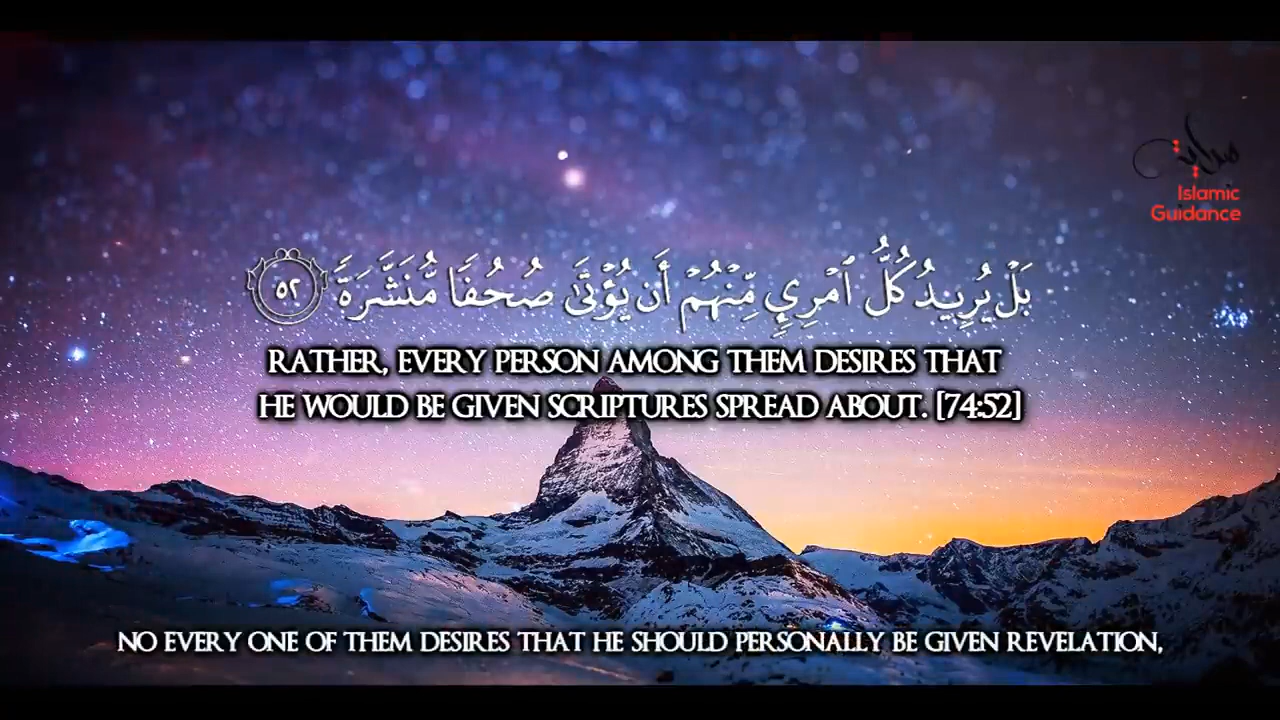 هداية
Islamic
Guidance
بَلْ يُرِيدُ كُلُّ ٱمْرِئٍ مِّنْهُمْ أَن يُؤْتَىٰ صُحُفًا مُّنَشَّرَةً ٥٢
RATHER, EVERY PERSON AMONG THEM DESIRES THAT
HE WOULD BE GIVEN SCRIPTURES SPREAD ABOUT. [74:52]
NO EVERY ONE OF THEM DESIRES THAT HE SHOULD PERSONALLY BE GIVEN REVELATION,